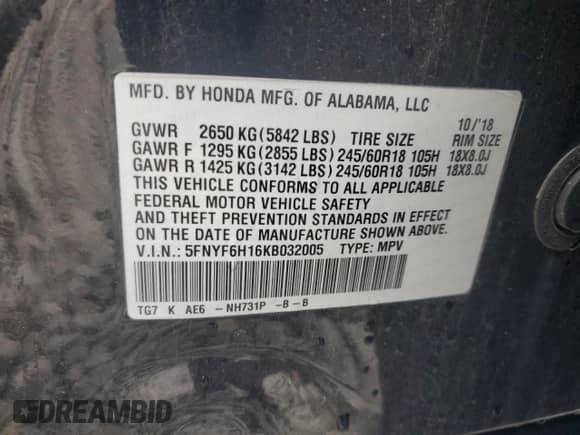 MFD. BY HONDA MFG. OF ALABAMA, LLC
10/'18
GVWR 2650 KG(5842 LBS) TIRE SIZE RIM SIZE
GAWR F 1295 KG(2855 LBS) 245/60R18 105H 18X8.0J
GAWR R 1425 KG(3142 LBS) 245/60R18 105H 18X8.0J
THIS VEHICLE CONFORMS TO ALL APPLICABLE
FEDERAL MOTOR VEHICLE SAFETY
AND THEFT PREVENTION STANDARDS IN EFFECT
ON THE DATE OF MANUFACTURE SHOWN ABOVE.
V.I.N.: 5FNYF6H16KB032005 TYPE: MPV
TG7 K AE6 -NH731P -B-B
DREAMBID